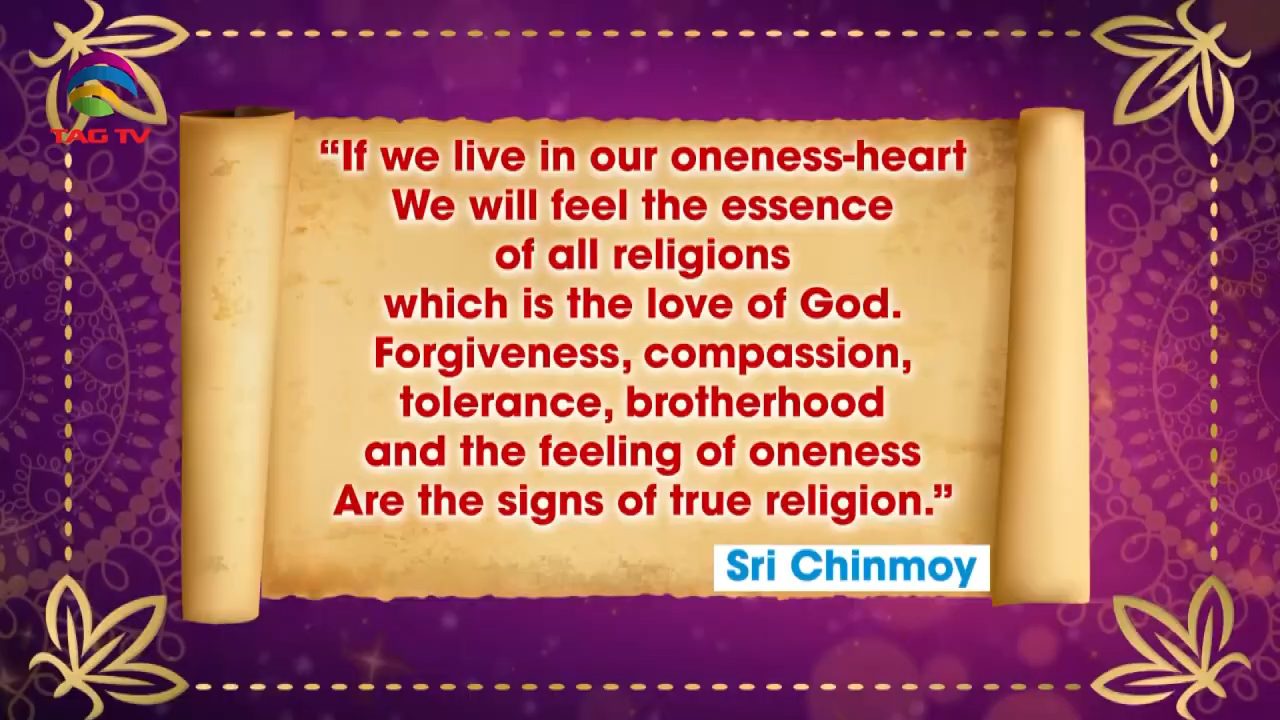 TAG TV
“If we live in our oneness-heart
We will feel the essence
of all religions
which is the love of God.
Forgiveness, compassion,
tolerance, brotherhood
and the feeling of oneness
Are the signs of true religion.”
Sri Chinmoy